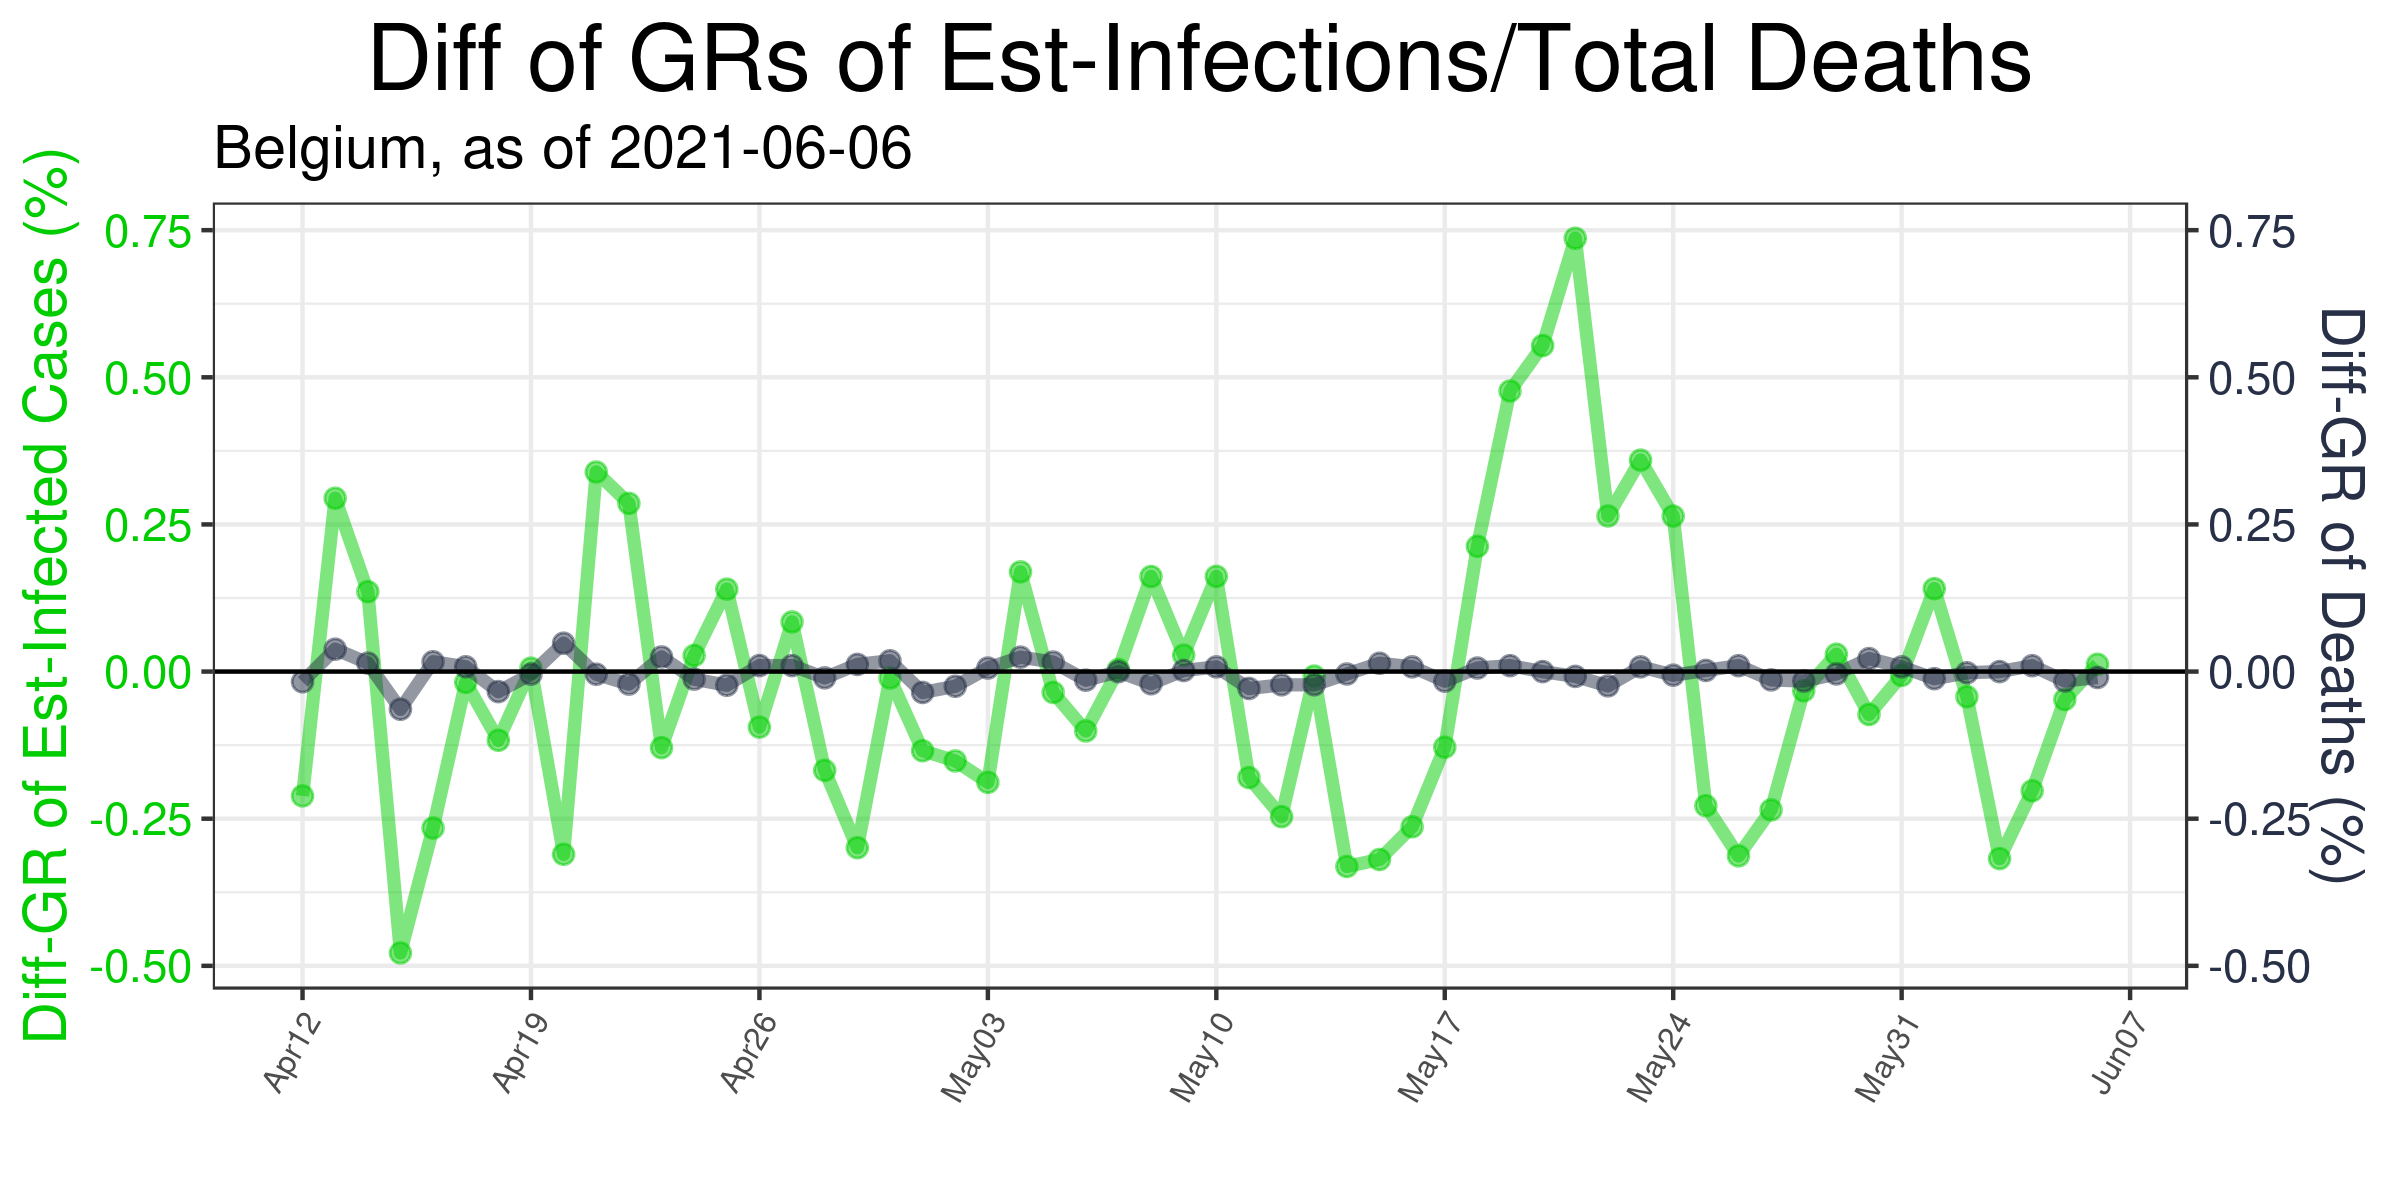 Diff of GRs of Est-Infections/Total Deaths
Belgium, as of 2021-06-06
Diff-GR of Est-Infected Cases (%)
0.75
0.50
0.25
0.00
-0.25
-0.50
0.75
0.50
0.25
0.00
-0.25
-0.50
Diff-GR of Deaths (%)
Apr12
Apr19
Apr26
May03
May10
May17
May24
May31
Jun07